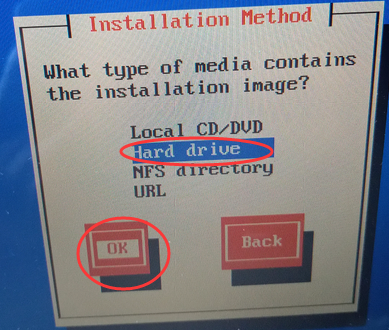 Installation Method
What type of media contains
the installation image?
Local CD/DVD
Hard drive
NFS directory
URL
OK
Back